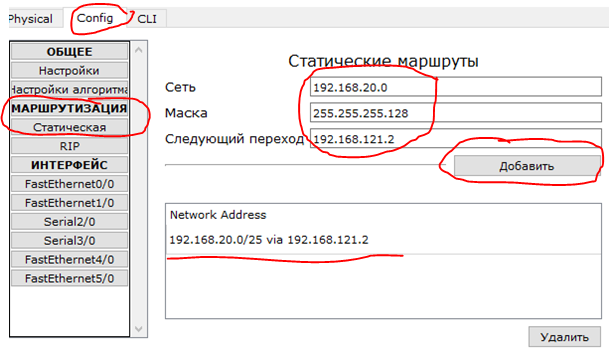 Physical Config CLI
ОБЩЕЕ
Настройки
Настройки алгоритма
МАРШРУТИЗАЦИЯ
Статическая
RIP
ИНТЕРФЕЙС
FastEthernet0/0
FastEthernet1/0
Serial2/0
Serial3/0
FastEthernet4/0
FastEthernet5/0
Статические маршруты
Сеть 192.168.20.0
Маска 255.255.255.128
Следующий переход 192.168.121.2
Добавить
Network Address
192.168.20.0/25 via 192.168.121.2
Удалить